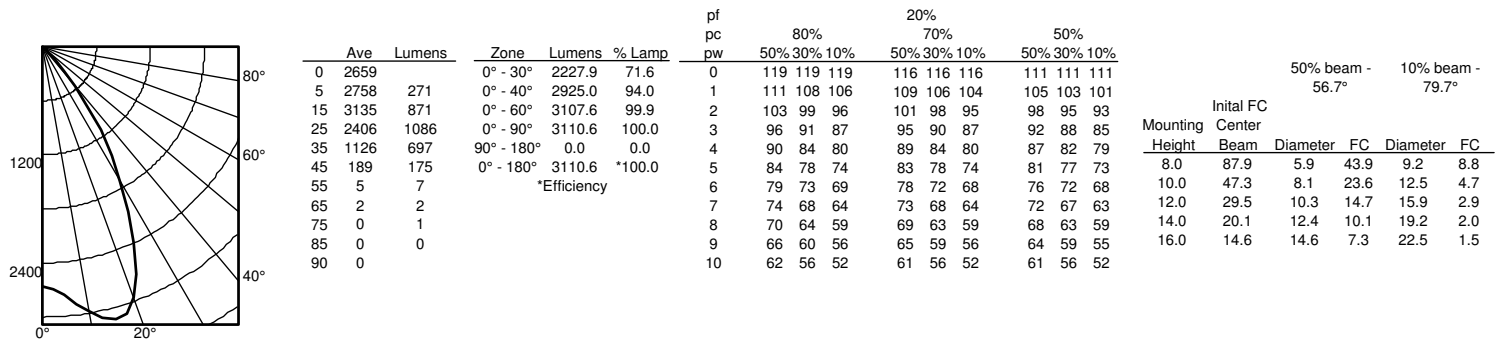 80°
60°
40°
1200
2400
0° 20°
Ave Lumens
0 2659
5 2758 271
15 3135 871
25 2406 1086
35 1126 697
45 189 175
55 5 7
65 2 2
75 0 1
85 0 0
90 0
Zone Lumens % Lamp
0° - 30° 2227.9 71.6
0° - 40° 2925.0 94.0
0° - 60° 3107.6 99.9
0° - 90° 3110.6 100.0
90° - 180° 0.0 0.0
0° - 180° 3110.6 *100.0
*Efficiency
pf 20%
pc 80% 70% 50%
pw 50% 30% 10% 50% 30% 10% 50% 30% 10%
0 119 119 119 116 116 116 111 111 111
1 111 108 106 109 106 104 105 103 101
2 103 99 96 101 98 95 98 95 93
3 96 91 87 95 90 87 92 88 85
4 90 84 80 89 84 80 87 82 79
5 84 78 74 83 78 74 81 77 73
6 79 73 69 78 72 68 76 72 68
7 74 68 64 73 68 64 72 67 63
8 70 64 59 69 63 59 68 63 59
9 66 60 56 65 59 56 64 59 55
10 62 56 52 61 56 52 61 56 52
50% beam - 10% beam -
56.7° 79.7°
Inital FC
Mounting Center
Height Beam Diameter FC Diameter FC
8.0 87.9 5.9 43.9 9.2 8.8
10.0 47.3 8.1 23.6 12.5 4.7
12.0 29.5 10.3 14.7 15.9 2.9
14.0 20.1 12.4 10.1 19.2 2.0
16.0 14.6 14.6 7.3 22.5 1.5